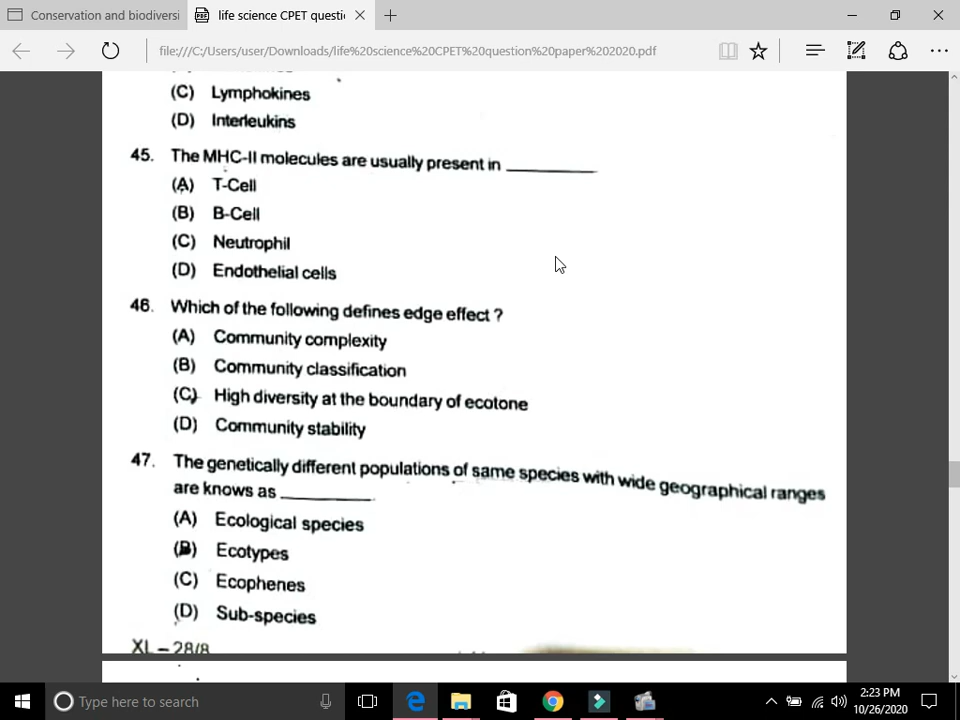 Conservation and biodiversi
life science CPET questi
file:///C:/Users/user/Downloads/life%20science%20CPET%20question%20paper%202020.pdf
(C) Lymphokines
(D) Interleukins
45. The MHC-II molecules are usually present in __________
(A) T-Cell
(B) B-Cell
(C) Neutrophil
(D) Endothelial cells
46. Which of the following defines edge effect ?
(A) Community complexity
(B) Community classification
(C) High diversity at the boundary of ecotone
(D) Community stability
47. The genetically different populations of same species with wide geographical ranges
are knows as __________.
(A) Ecological species
(B) Ecotypes
(C) Ecophenes
(D) Sub-species
XL – 28/8
Type here to search
2:23 PM
10/26/2020